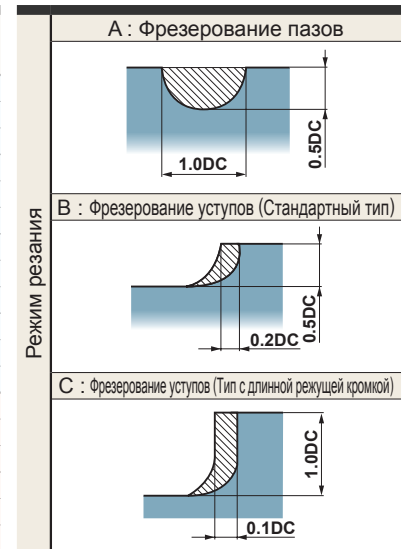 Режим резания
A : Фрезерование пазов
0.5DC
1.0DC
B : Фрезерование уступов (Стандартный тип)
0.5DC
0.2DC
C : Фрезерование уступов (Тип с длинной режущей кромкой)
1.0DC
0.1DC